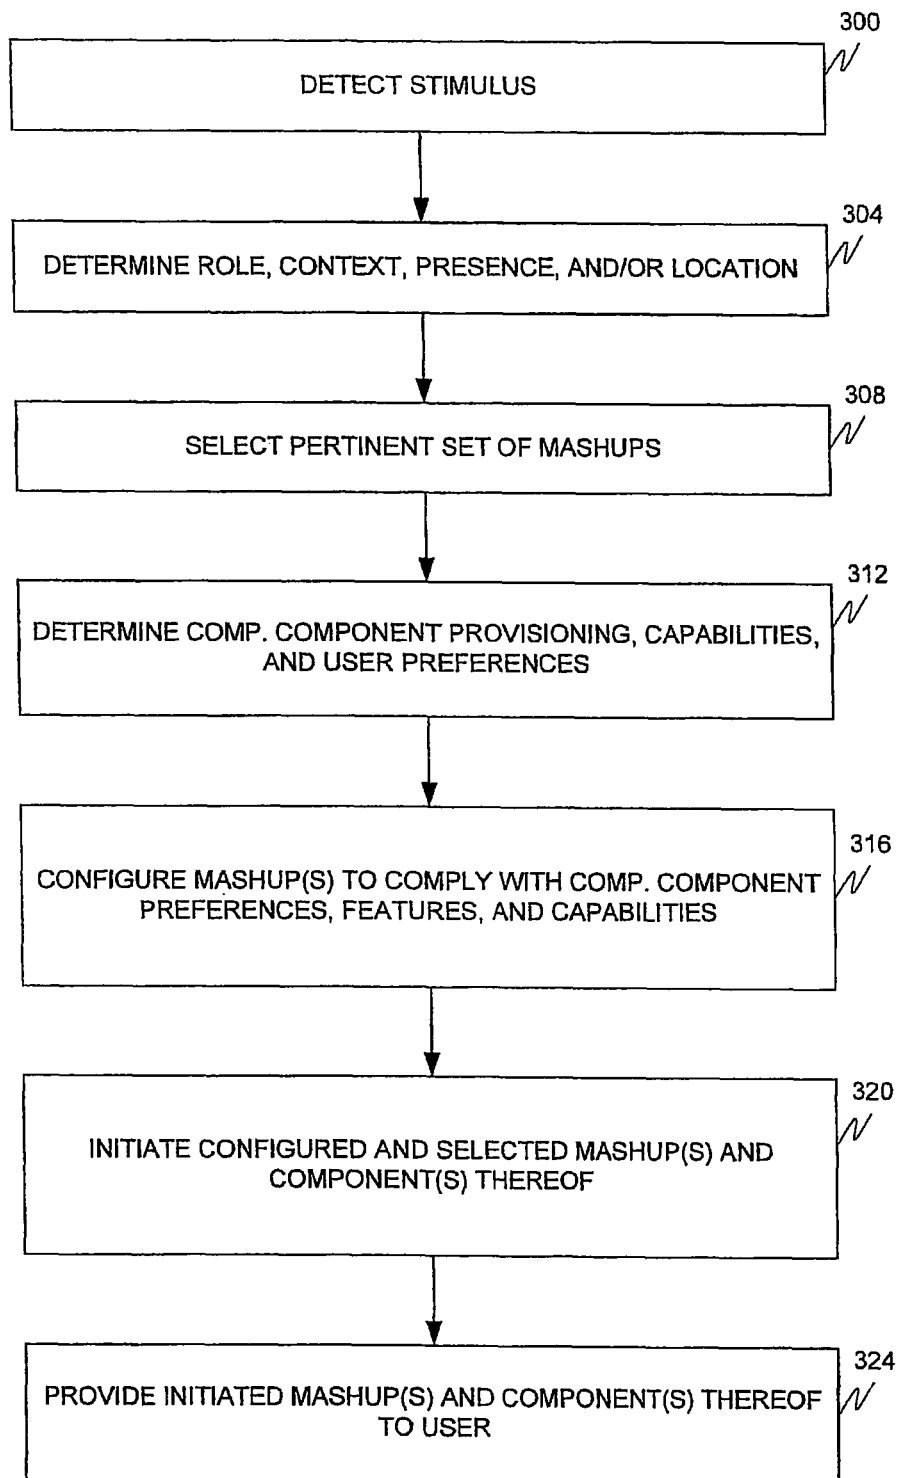 300
DETECT STIMULUS
304
DETERMINE ROLE, CONTEXT, PRESENCE, AND/OR LOCATION
308
SELECT PERTINENT SET OF MASHUPS
312
DETERMINE COMP. COMPONENT PROVISIONING, CAPABILITIES,
AND USER PREFERENCES
316
CONFIGURE MASHUP(S) TO COMPLY WITH COMP. COMPONENT
PREFERENCES, FEATURES, AND CAPABILITIES
320
INITIATE CONFIGURED AND SELECTED MASHUP(S) AND
COMPONENT(S) THEREOF
324
PROVIDE INITIATED MASHUP(S) AND COMPONENT(S) THEREOF
TO USER